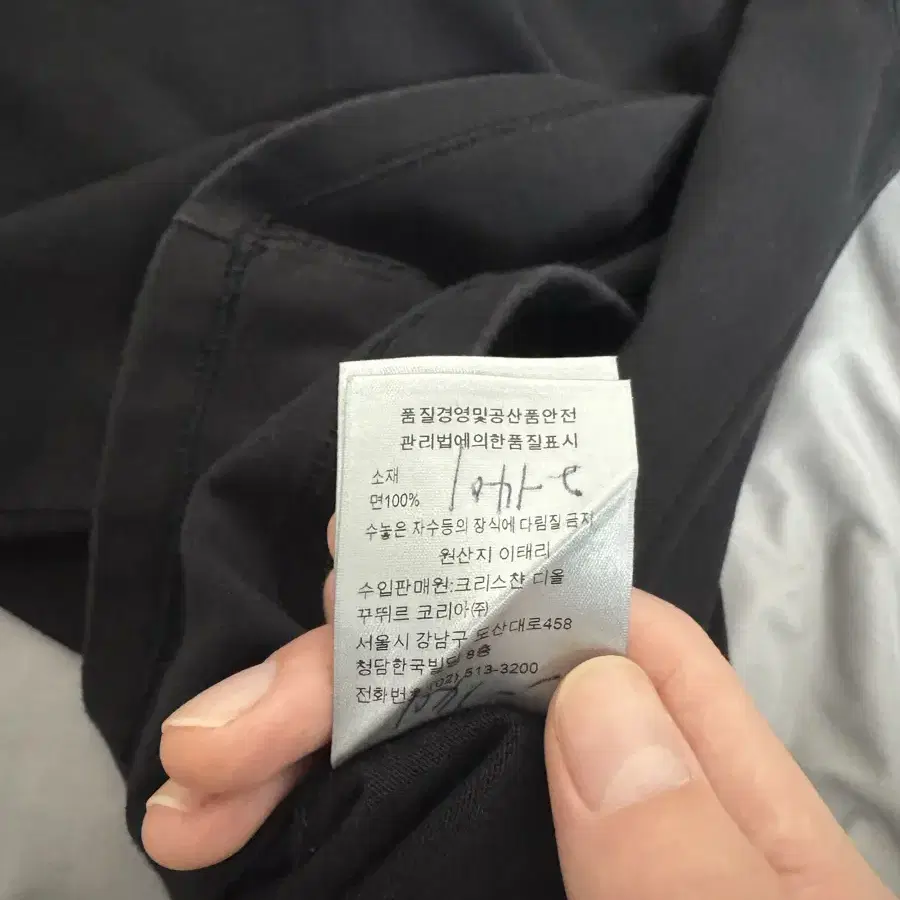 품질경영및공산품안전
관리법에의한품질표시
소재
면100%
수놓은 자수등의 장식에 다림질 금지
원산지 이태리
수입판매원:크리스챤 디올
꾸뛰르 코리아㈜
서울시 강남구 도산대로458
청담한국빌딩 8층
전화번호 (02) 513-3200